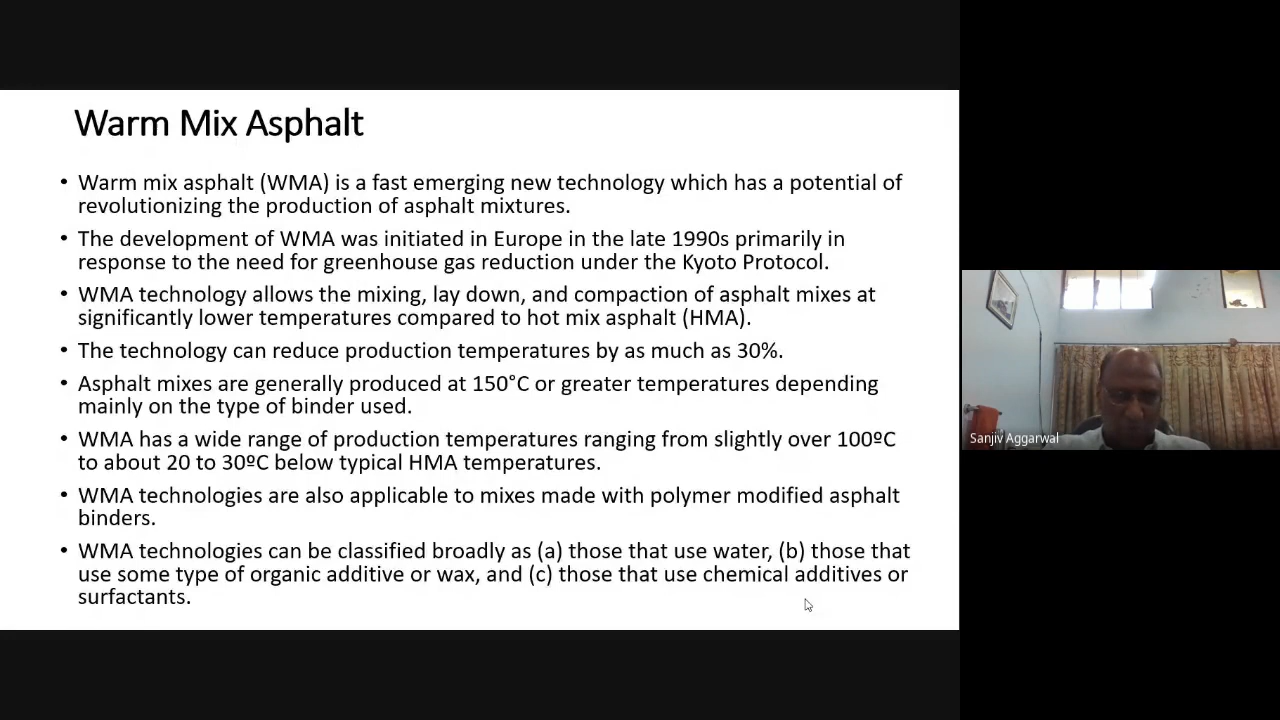 Warm Mix Asphalt
• Warm mix asphalt (WMA) is a fast emerging new technology which has a potential of
revolutionizing the production of asphalt mixtures.
• The development of WMA was initiated in Europe in the late 1990s primarily in
response to the need for greenhouse gas reduction under the Kyoto Protocol.
• WMA technology allows the mixing, lay down, and compaction of asphalt mixes at
significantly lower temperatures compared to hot mix asphalt (HMA).
• The technology can reduce production temperatures by as much as 30%.
• Asphalt mixes are generally produced at 150°C or greater temperatures depending
mainly on the type of binder used.
• WMA has a wide range of production temperatures ranging from slightly over 100ºC
to about 20 to 30ºC below typical HMA temperatures.
• WMA technologies are also applicable to mixes made with polymer modified asphalt
binders.
• WMA technologies can be classified broadly as (a) those that use water, (b) those that
use some type of organic additive or wax, and (c) those that use chemical additives or
surfactants.
Sanjiv Aggarwal